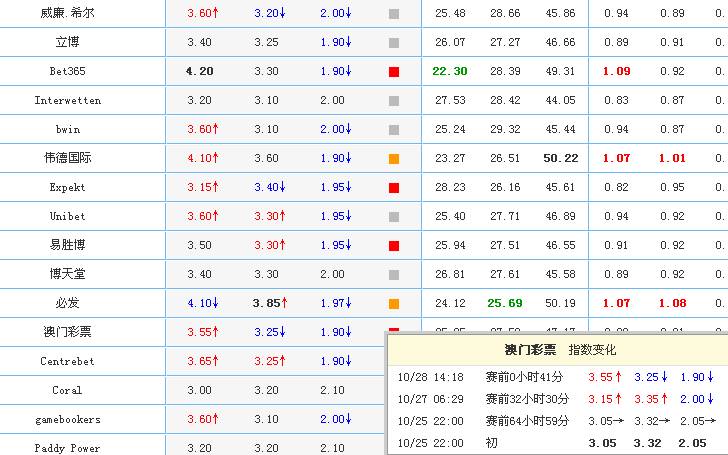 威廉.希尔 3.60↑ 3.20↓ 2.00↓ 25.48 28.66 45.86 0.94 0.89 0.
立博 3.40 3.25 1.90↓ 26.07 27.27 46.66 0.89 0.91 0.
Bet365 4.20 3.30 1.90↓ 22.30 28.39 49.31 1.09 0.92 0.
Interwetten 3.20 3.10 2.00 27.53 28.42 44.05 0.83 0.87 0.
bwin 3.60↑ 3.10 2.00↓ 25.24 29.32 45.44 0.94 0.87 0.
伟德国际 4.10↑ 3.60 1.90↓ 23.27 26.51 50.22 1.07 1.01 0.
Expekt 3.15↑ 3.40↓ 1.95↓ 28.23 26.16 45.61 0.82 0.95 0.
Unibet 3.60↑ 3.30↑ 1.95↓ 25.40 27.71 46.89 0.94 0.92 0.
易胜博 3.50 3.30↑ 1.95↓ 25.94 27.51 46.55 0.91 0.92 0.
博天堂 3.40 3.30 2.00 26.81 27.61 45.58 0.89 0.92 0.
必发 4.10↓ 3.85↑ 1.97↓ 24.12 25.69 50.19 1.07 1.08 0.
澳门彩票 3.55↑ 3.25↓ 1.90↓
Centrebet 3.65↑ 3.25↑ 1.90↓
Coral 3.00 3.20 2.10
gamebookers 3.60↑ 3.10 2.00↓
Paddy Power 3.20 3.20 2.10
澳门彩票 指数变化
10/28 14:18 赛前0小时41分 3.55↑ 3.25↓ 1.90↓
10/27 06:29 赛前32小时30分 3.15↑ 3.35↑ 2.00↓
10/25 22:00 赛前64小时59分 3.05→ 3.32→ 2.05→
10/25 22:00 初 3.05 3.32 2.05